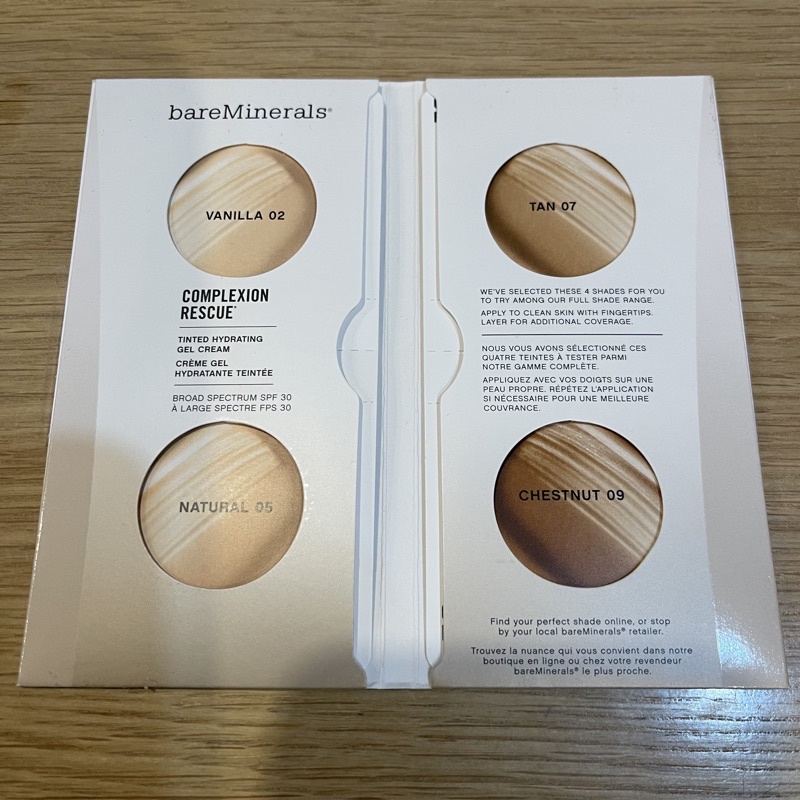 bareMinerals®
VANILLA 02
COMPLEXION
RESCUE™
TINTED HYDRATING
GEL CREAM
CRÈME GEL
HYDRATANTE TEINTÉE
BROAD SPECTRUM SPF 30
À LARGE SPECTRE FPS 30
NATURAL 05
TAN 07
WE'VE SELECTED THESE 4 SHADES FOR YOU
TO TRY AMONG OUR FULL SHADE RANGE.
APPLY TO CLEAN SKIN WITH FINGERTIPS.
LAYER FOR ADDITIONAL COVERAGE.
NOUS VOUS AVONS SÉLECTIONNÉ CES
QUATRE TEINTES À TESTER PARMI
NOTRE GAMME COMPLÈTE.
APPLIQUEZ AVEC VOS DOIGTS SUR UNE
PEAU PROPRE. RÉPÉTEZ L'APPLICATION
SI NÉCESSAIRE POUR UNE MEILLEURE
COUVRANCE.
CHESTNUT 09
Find your perfect shade online, or stop
by your local bareMinerals® retailer.
Trouvez la nuance qui vous convient dans notre
boutique en ligne ou chez votre revendeur
bareMinerals® le plus proche.